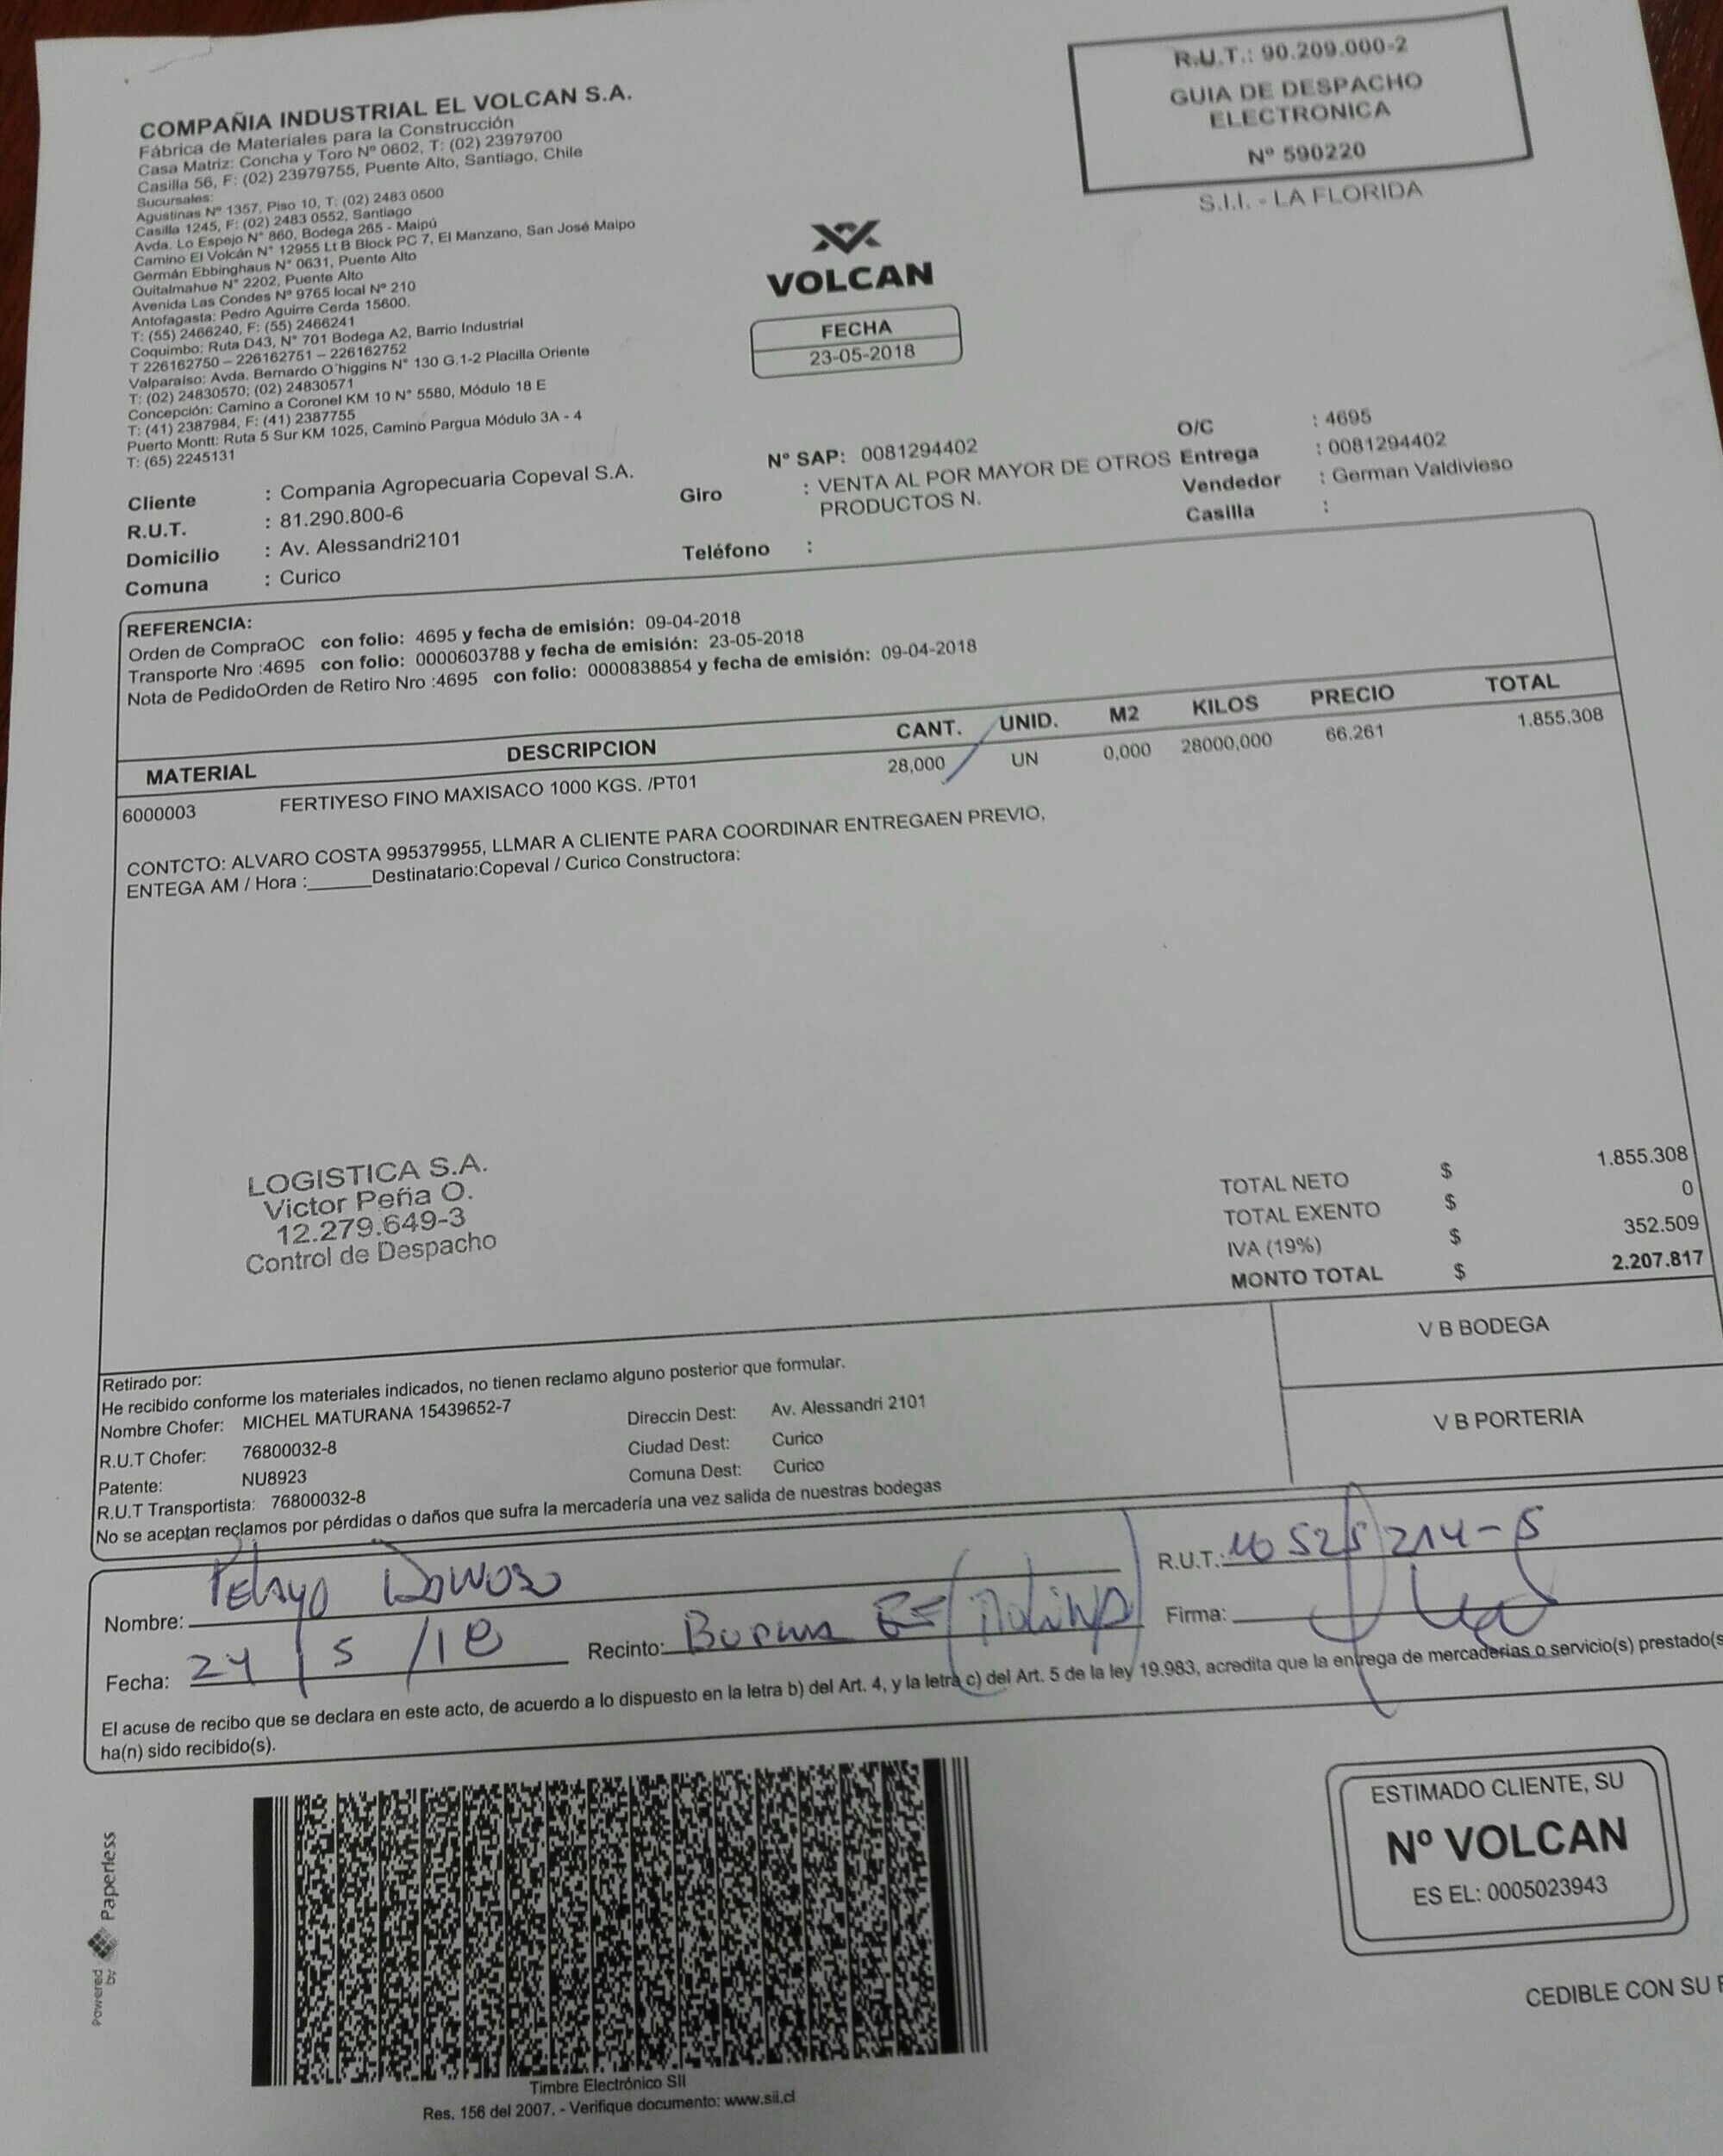 COMPAÑIA INDUSTRIAL EL VOLCAN S.A.
Fábrica de Materiales para la Construcción
Casa Matriz: Concha y Toro Nº 0602, T: (02) 23979700
Casilla 56, F: (02) 23979755, Puente Alto, Santiago, Chile
Sucursales:
Agustinas Nº 1357, Piso 10, T: (02) 2483 0500
Casilla 1245, F: (02) 2483 0552, Santiago
Avda. Lo Espejo N° 860, Bodega 265 - Maipú
Camino El Volcán N° 12955 Lt B Block PC 7, El Manzano, San José Maipo
Germán Ebbinghaus N° 0631, Puente Alto
Quitalmahue N° 2202, Puente Alto
Avenida Las Condes Nº 9765 local Nº 210
Antofagasta: Pedro Aguirre Cerda 15600.
T: (55) 2466240, F: (55) 2466241
Coquimbo: Ruta D43, N° 701 Bodega A2, Barrio Industrial
T 226162750 – 226162751 – 226162752
Valparaíso: Avda. Bernardo O´higgins N° 130 G.1-2 Placilla Oriente
T: (02) 24830570; (02) 24830571
Concepción: Camino a Coronel KM 10 N° 5580, Módulo 18 E
T: (41) 2387984, F: (41) 2387755
Puerto Montt: Ruta 5 Sur KM 1025, Camino Pargua Módulo 3A - 4
T: (65) 2245131
R.U.T.: 90.209.000-2
GUIA DE DESPACHO
ELECTRONICA
Nº 590220
S.I.I. - LA FLORIDA
VOLCAN
FECHA
23-05-2018
Nº SAP: 0081294402
O/C : 4695
Entrega : 0081294402
Vendedor : German Valdivieso
Casilla :
Cliente : Compania Agropecuaria Copeval S.A.
R.U.T. : 81.290.800-6
Domicilio : Av. Alessandri2101
Comuna : Curico
Giro : VENTA AL POR MAYOR DE OTROS
PRODUCTOS N.
Teléfono :
REFERENCIA:
Orden de CompraOC con folio: 4695 y fecha de emisión: 09-04-2018
Transporte Nro :4695 con folio: 0000603788 y fecha de emisión: 23-05-2018
Nota de PedidoOrden de Retiro Nro :4695 con folio: 0000838854 y fecha de emisión: 09-04-2018
MATERIAL DESCRIPCION CANT. UNID. M2 KILOS PRECIO TOTAL
6000003 FERTIYESO FINO MAXISACO 1000 KGS. /PT01 28,000 UN 0,000 28000,000 66.261 1.855.308
CONTCTO: ALVARO COSTA 995379955, LLMAR A CLIENTE PARA COORDINAR ENTREGAEN PREVIO,
ENTEGA AM / Hora :______Destinatario:Copeval / Curico Constructora:
LOGISTICA S.A.
Victor Peña O.
12.279.649-3
Control de Despacho
TOTAL NETO $ 1.855.308
TOTAL EXENTO $ 0
IVA (19%) $ 352.509
MONTO TOTAL $ 2.207.817
V B BODEGA
V B PORTERIA
Retirado por:
He recibido conforme los materiales indicados, no tienen reclamo alguno posterior que formular.
Nombre Chofer: MICHEL MATURANA 15439652-7
R.U.T Chofer: 76800032-8
Patente: NU8923
R.U.T Transportista: 76800032-8
Direccin Dest: Av. Alessandri 2101
Ciudad Dest: Curico
Comuna Dest: Curico
No se aceptan reclamos por pérdidas o daños que sufra la mercadería una vez salida de nuestras bodegas
Nombre: Pelayo Donoso
R.U.T.: 10 525 214-5
Fecha: 24/5/18
Recinto: Molina
Firma:
El acuse de recibo que se declara en este acto, de acuerdo a lo dispuesto en la letra b) del Art. 4, y la letra c) del Art. 5 de la ley 19.983, acredita que la entrega de mercaderías o servicio(s) prestado(s
ha(n) sido recibido(s).
Powered by Paperless
Timbre Electrónico SII
Res. 156 del 2007. - Verifique documento: www.sii.cl
ESTIMADO CLIENTE, SU
Nº VOLCAN
ES EL: 0005023943
CEDIBLE CON SU